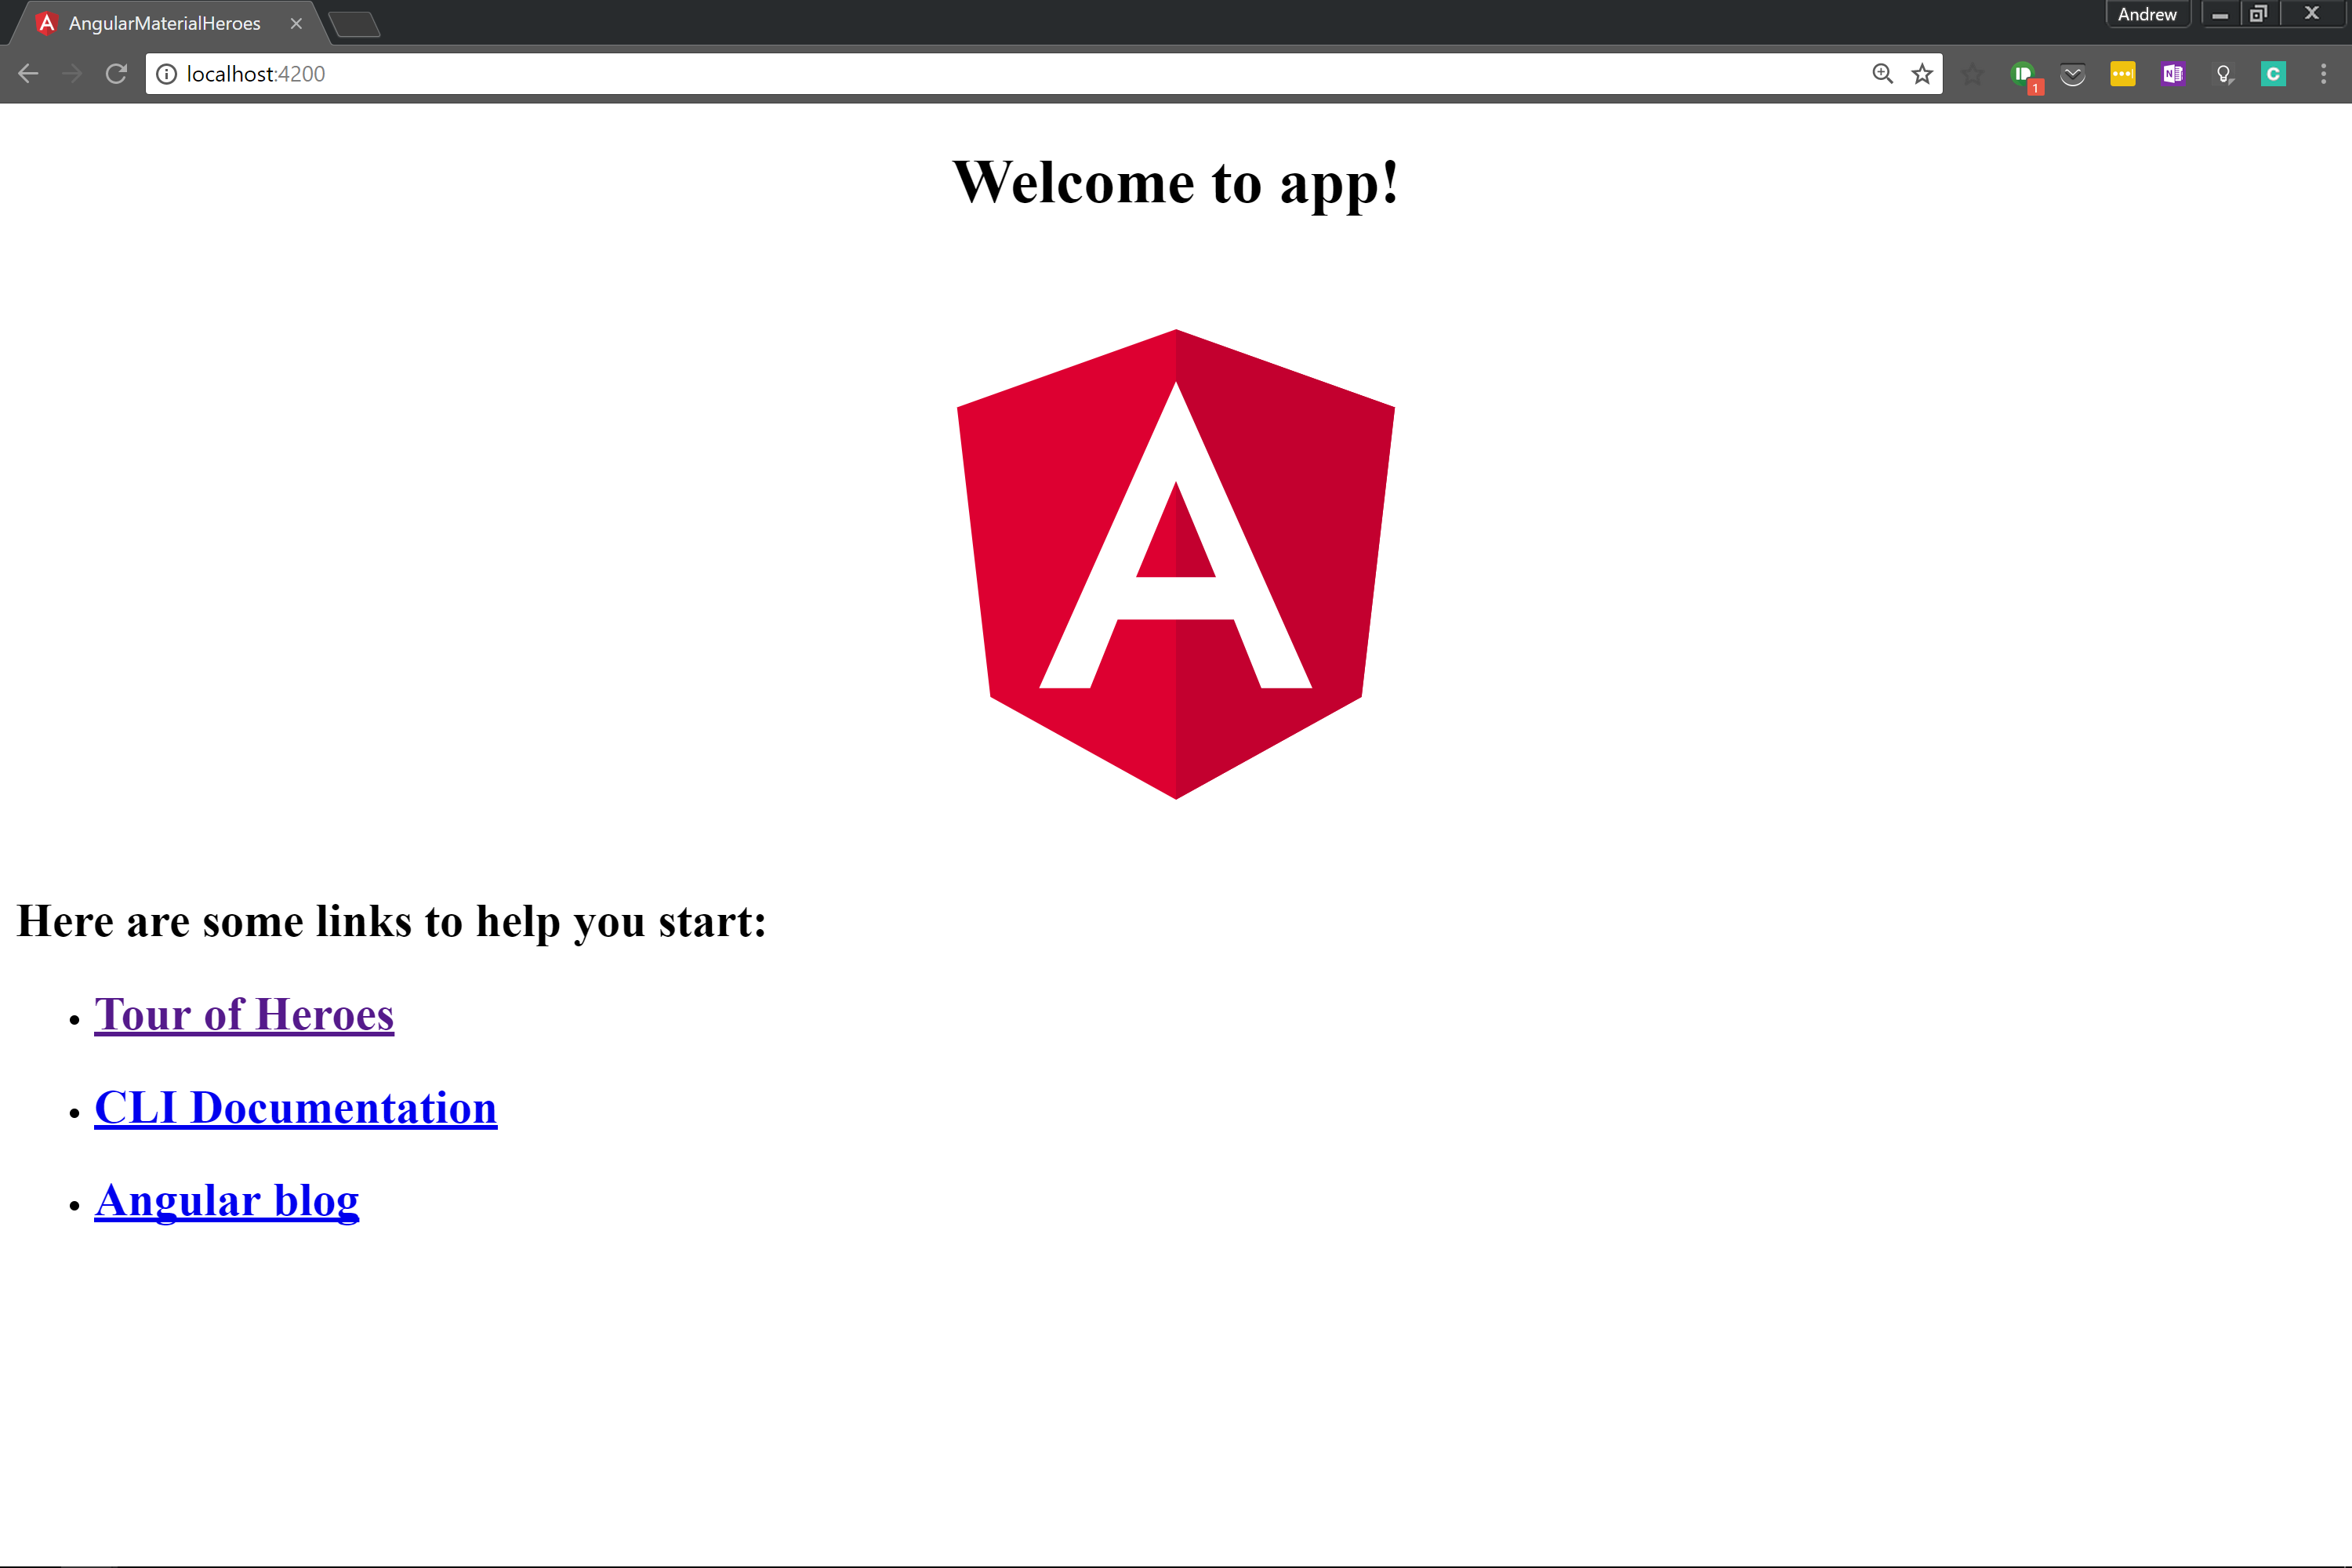 AngularMaterialHeroes
Andrew
localhost:4200
1
N
C
Welcome to app!
A
Here are some links to help you start:
Tour of Heroes
CLI Documentation
Angular blog